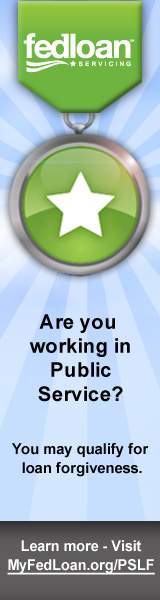 fedloan
SERVICING
Are you
working in
Public
Service?
You may qualify for
loan forgiveness.
Learn more - Visit
MyFedLoan.org/PSLF